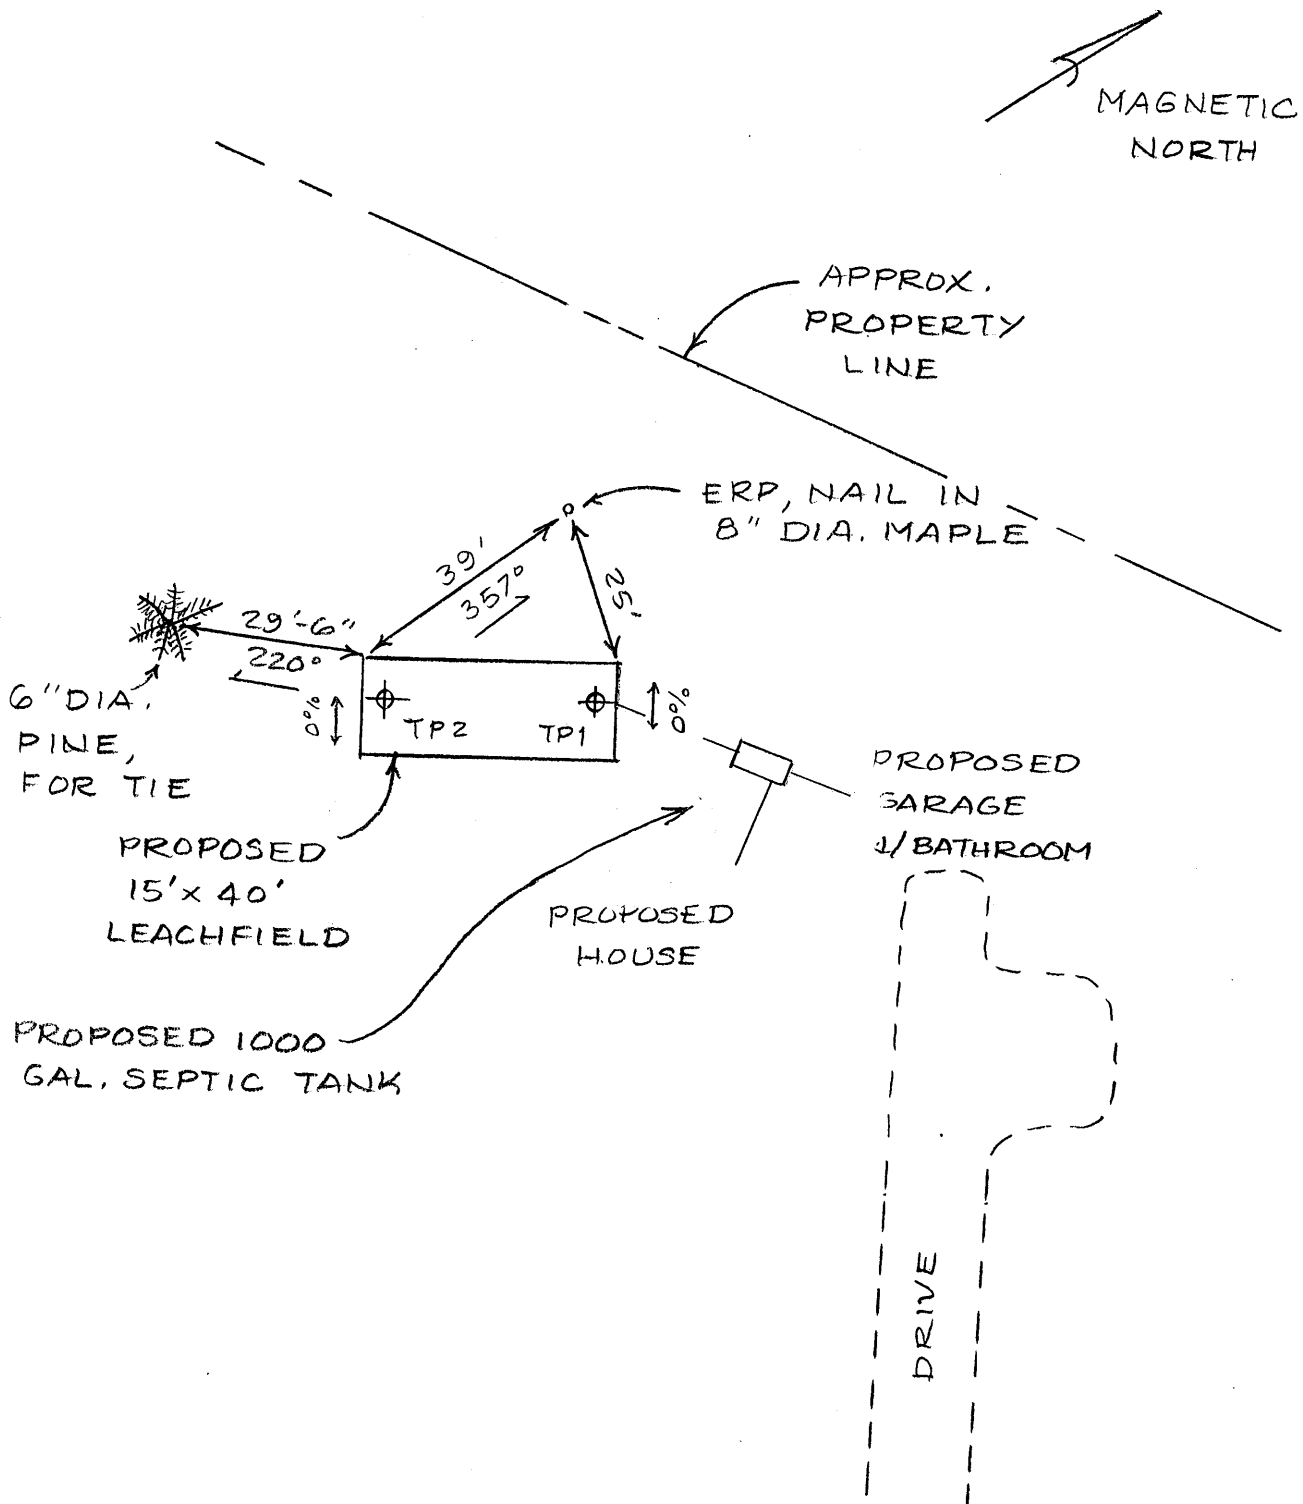 MAGNETIC
NORTH
APPROX.
PROPERTY
LINE
ERP, NAIL IN
8" DIA. MAPLE
39'
357°
25'
29'-6"
220°
6" DIA.
PINE,
FOR TIE
0%
TP2
TP1
0%
PROPOSED
GARAGE
W/BATHROOM
PROPOSED
15' x 40'
LEACHFIELD
PROPOSED
HOUSE
PROPOSED 1000
GAL. SEPTIC TANK
DRIVE